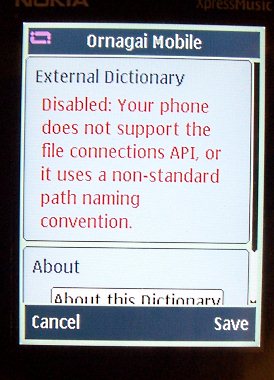 NOKIA XpressMusic
Ornagai Mobile
External Dictionary
Disabled: Your phone
does not support the
file connections API, or
it uses a non-standard
path naming
convention.
About
About this Dictionary
Cancel Save